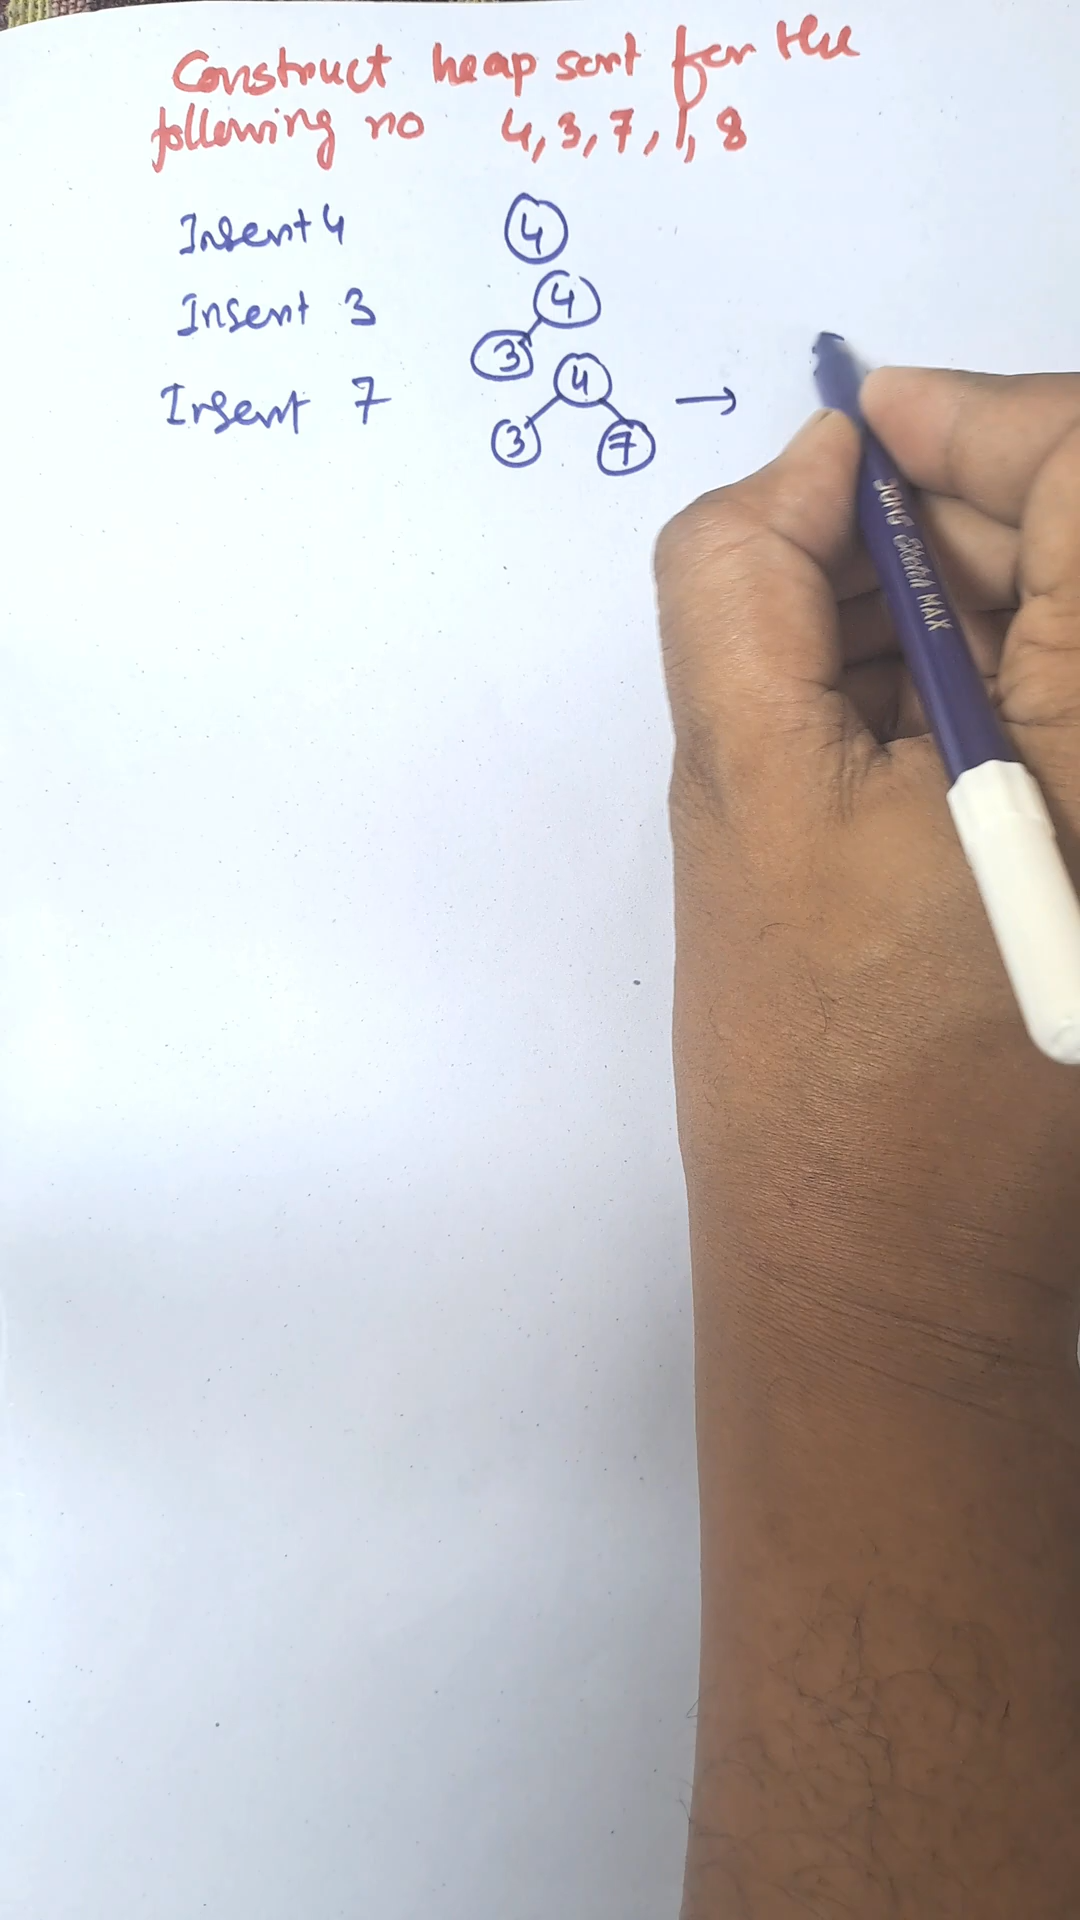 Construct heap sort for the
following no 4, 3, 7, 1, 8
Insert 4 4
Insert 3 4
3
Insert 7 4 →
3 7
JONS Sketch MAX